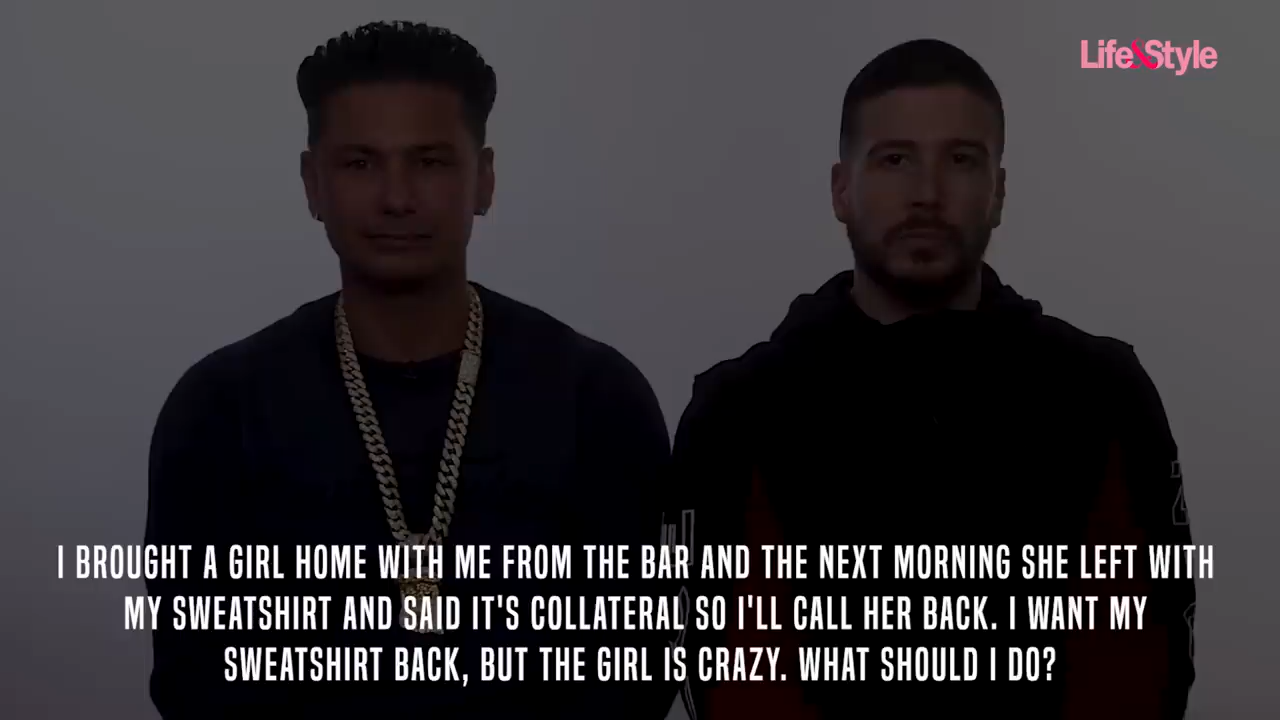 Life&Style
I BROUGHT A GIRL HOME WITH ME FROM THE BAR AND THE NEXT MORNING SHE LEFT WITH
MY SWEATSHIRT AND SAID IT'S COLLATERAL SO I'LL CALL HER BACK. I WANT MY
SWEATSHIRT BACK, BUT THE GIRL IS CRAZY. WHAT SHOULD I DO?